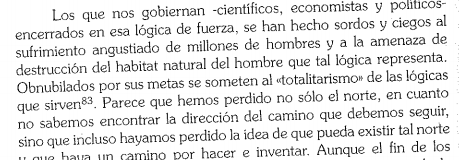 Los que nos gobiernan -científicos, economistas y políticos-
encerrados en esa lógica de fuerza, se han hecho sordos y ciegos al
sufrimiento angustiado de millones de hombres y a la amenaza de
destrucción del habitat natural del hombre que tal lógica representa.
Obnubilados por sus metas se someten al «totalitarismo» de las lógicas
que sirven83. Parece que hemos perdido no sólo el norte, en cuanto
no sabemos encontrar la dirección del camino que debemos seguir,
sino que incluso hayamos perdido la idea de que pueda existir tal norte
y que haya un camino por hacer e inventar. Aunque el fin de los